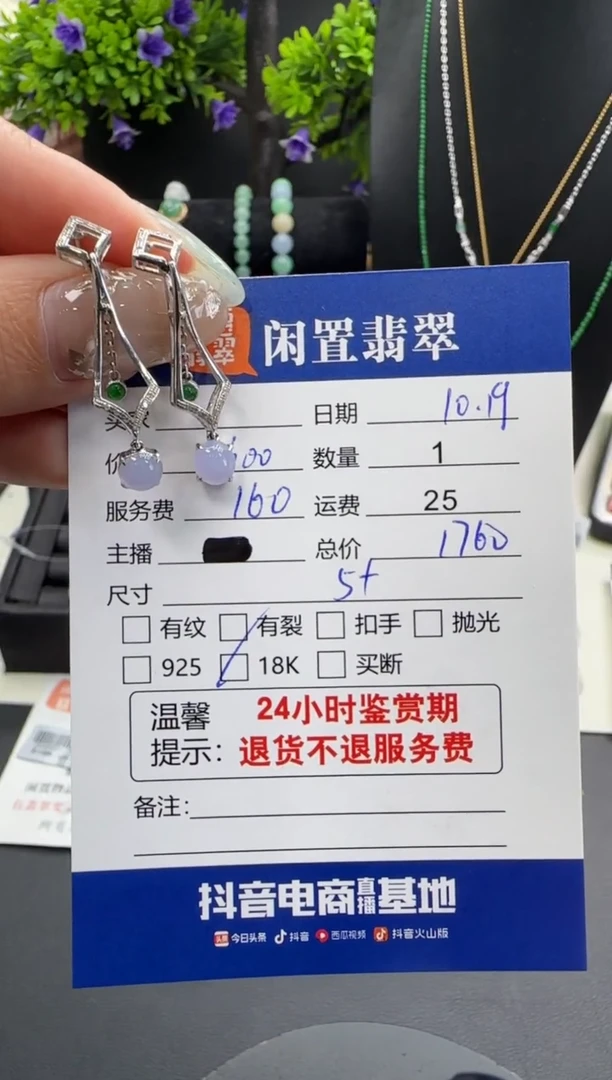 闲置翡翠
日期 10.19
数量 1
服务费 160 运费 25
主播 总价 1760
尺寸 5+
有纹 有裂 扣手 抛光
925 18K 买断
温馨 24小时鉴赏期
提示: 退货不退服务费
备注:
抖音电商直播基地
头条 今日头条 抖音 西瓜视频 抖音火山版